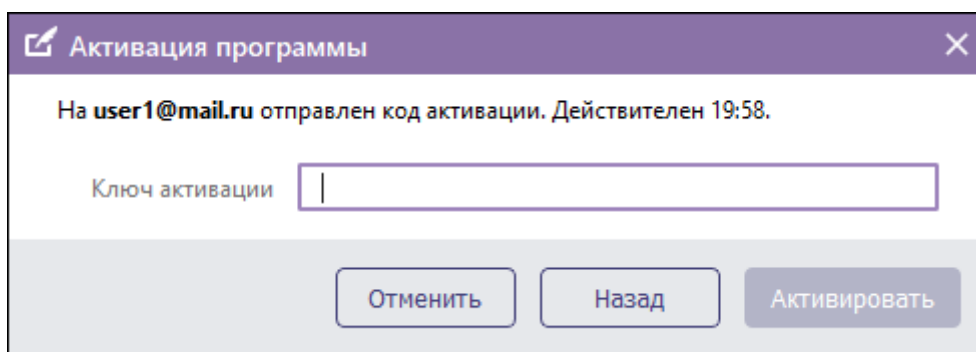 Активация программы
На user1@mail.ru отправлен код активации. Действителен 19:58.
Ключ активации
Отменить Назад Активировать